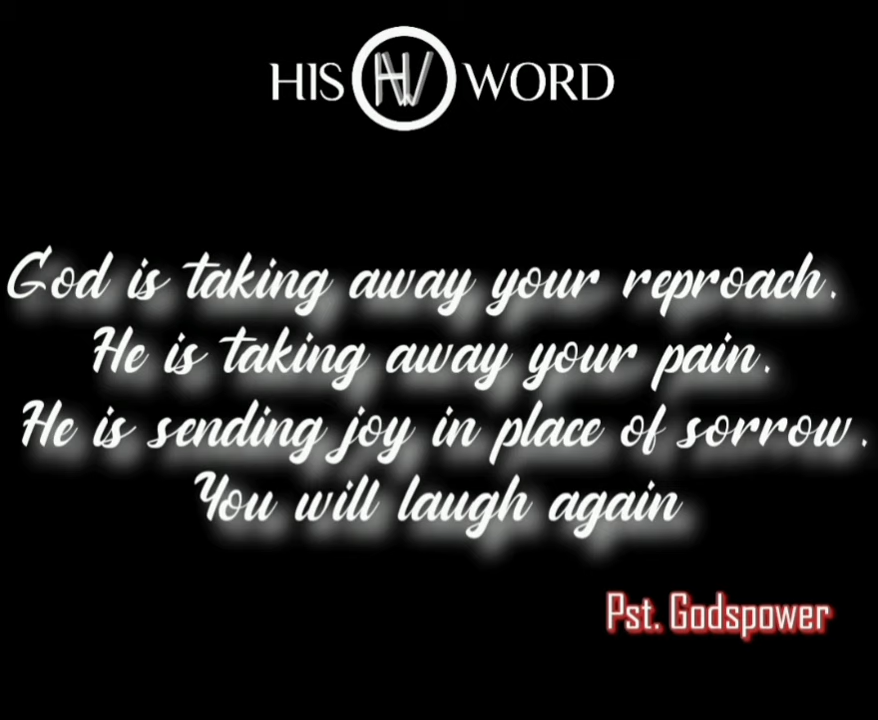 HIS HW WORD
God is taking away your reproach.
He is taking away your pain.
He is sending joy in place of sorrow.
You will laugh again
Pst. Godspower